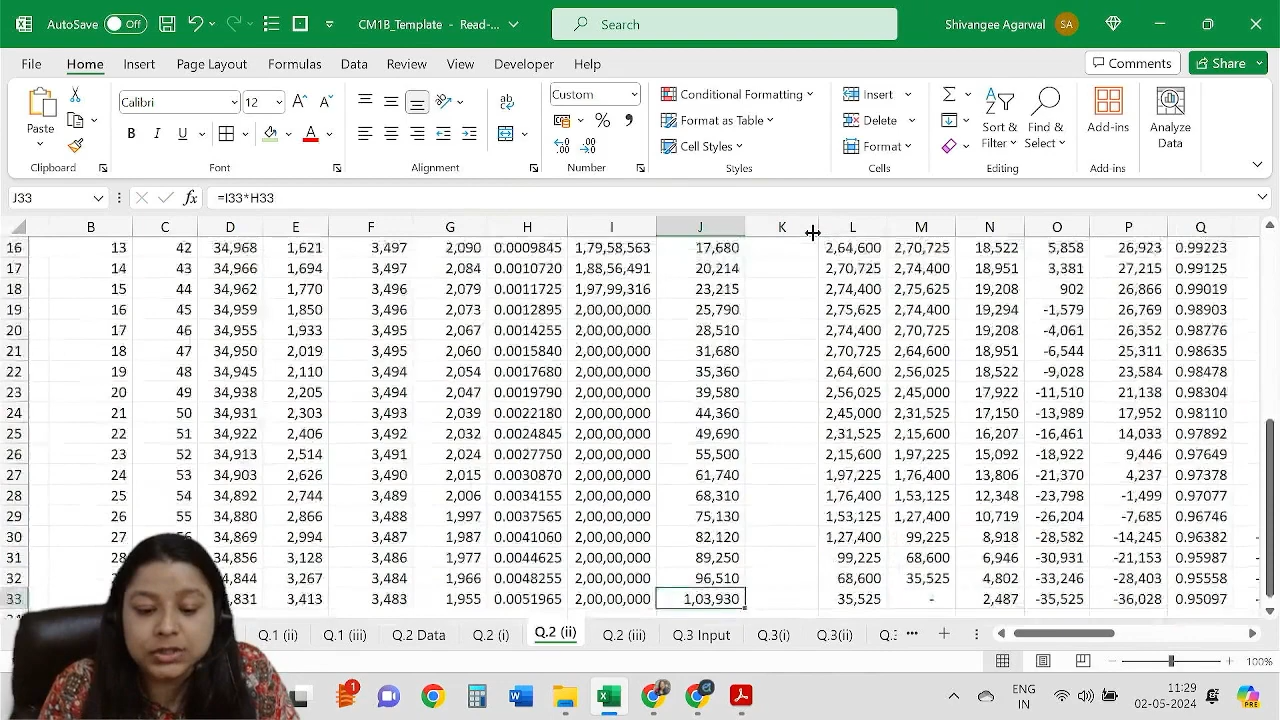 AutoSave Off CM1B_Template - Read-... Search Shivangee Agarwal SA
File Home Insert Page Layout Formulas Data Review View Developer Help Comments Share
Calibri 12 Custom Conditional Formatting Insert
Paste Format as Table Delete Sort & Filter Find & Select Add-ins Analyze Data
B I U Cell Styles Format
Clipboard Font Alignment Number Styles Cells Editing Add-ins
J33 fx =I33*H33
B C D E F G H I J K L M N O P Q
16 13 42 34,968 1,621 3,497 2,090 0.0009845 1,79,58,563 17,680 2,64,600 2,70,725 18,522 5,858 26,923 0.99223
17 14 43 34,966 1,694 3,497 2,084 0.0010720 1,88,56,491 20,214 2,70,725 2,74,400 18,951 3,381 27,215 0.99125
18 15 44 34,962 1,770 3,496 2,079 0.0011725 1,97,99,316 23,215 2,74,400 2,75,625 19,208 902 26,866 0.99019
19 16 45 34,959 1,850 3,496 2,073 0.0012895 2,00,00,000 25,790 2,75,625 2,74,400 19,294 -1,579 26,769 0.98903
20 17 46 34,955 1,933 3,495 2,067 0.0014255 2,00,00,000 28,510 2,74,400 2,70,725 19,208 -4,061 26,352 0.98776
21 18 47 34,950 2,019 3,495 2,060 0.0015840 2,00,00,000 31,680 2,70,725 2,64,600 18,951 -6,544 25,311 0.98635
22 19 48 34,945 2,110 3,494 2,054 0.0017680 2,00,00,000 35,360 2,64,600 2,56,025 18,522 -9,028 23,584 0.98478
23 20 49 34,938 2,205 3,494 2,047 0.0019790 2,00,00,000 39,580 2,56,025 2,45,000 17,922 -11,510 21,138 0.98304
24 21 50 34,931 2,303 3,493 2,039 0.0022180 2,00,00,000 44,360 2,45,000 2,31,525 17,150 -13,989 17,952 0.98110
25 22 51 34,922 2,406 3,492 2,032 0.0024845 2,00,00,000 49,690 2,31,525 2,15,600 16,207 -16,461 14,033 0.97892
26 23 52 34,913 2,514 3,491 2,024 0.0027750 2,00,00,000 55,500 2,15,600 1,97,225 15,092 -18,922 9,446 0.97649
27 24 53 34,903 2,626 3,490 2,015 0.0030870 2,00,00,000 61,740 1,97,225 1,76,400 13,806 -21,370 4,237 0.97378
28 25 54 34,892 2,744 3,489 2,006 0.0034155 2,00,00,000 68,310 1,76,400 1,53,125 12,348 -23,798 -1,499 0.97077
29 26 55 34,880 2,866 3,488 1,997 0.0037565 2,00,00,000 75,130 1,53,125 1,27,400 10,719 -26,204 -7,685 0.96746
30 27 34,869 2,994 3,487 1,987 0.0041060 2,00,00,000 82,120 1,27,400 99,225 8,918 -28,582 -14,245 0.96382
31 28 34,856 3,128 3,486 1,977 0.0044625 2,00,00,000 89,250 99,225 68,600 6,946 -30,931 -21,153 0.95987
32 34,844 3,267 3,484 1,966 0.0048255 2,00,00,000 96,510 68,600 35,525 4,802 -33,246 -28,403 0.95558
33 3,413 3,483 1,955 0.0051965 2,00,00,000 1,03,930 35,525 - 2,487 -35,525 -36,028 0.95097
Q.1 (ii) Q.1 (iii) Q.2 Data Q.2 (i) Q.2 (ii) Q.2 (iii) Q.3 Input Q.3(i) Q.3(ii)
100%
ENG IN 11:29 02-05-2024